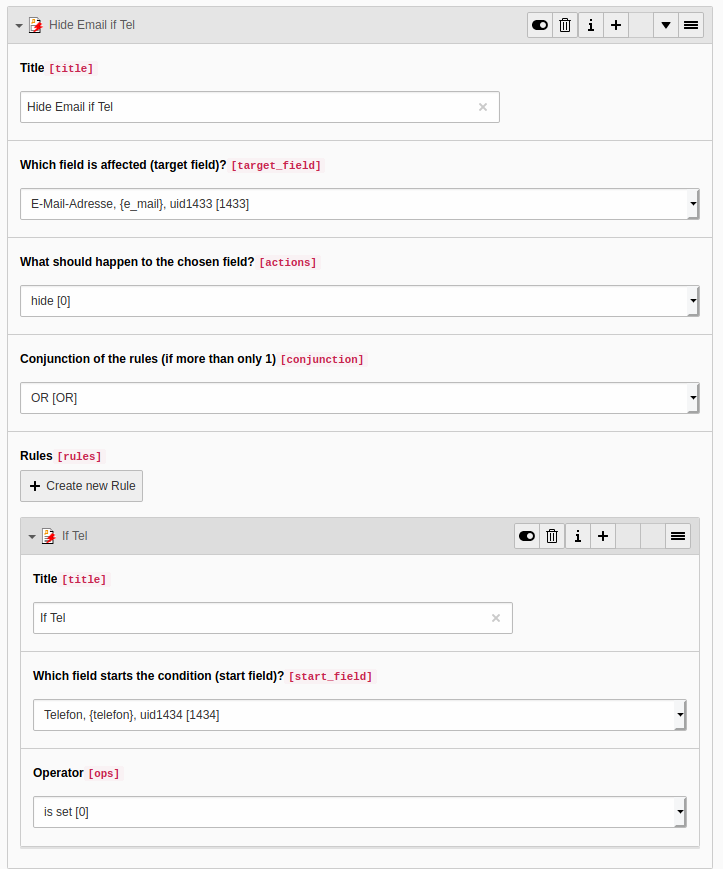 Hide Email if Tel
Title [title]
Hide Email if Tel
Which field is affected (target field)? [target_field]
E-Mail-Adresse, {e_mail}, uid1433 [1433]
What should happen to the chosen field? [actions]
hide [0]
Conjunction of the rules (if more than only 1) [conjunction]
OR [OR]
Rules [rules]
Create new Rule
If Tel
Title [title]
If Tel
Which field starts the condition (start field)? [start_field]
Telefon, {telefon}, uid1434 [1434]
Operator [ops]
is set [0]